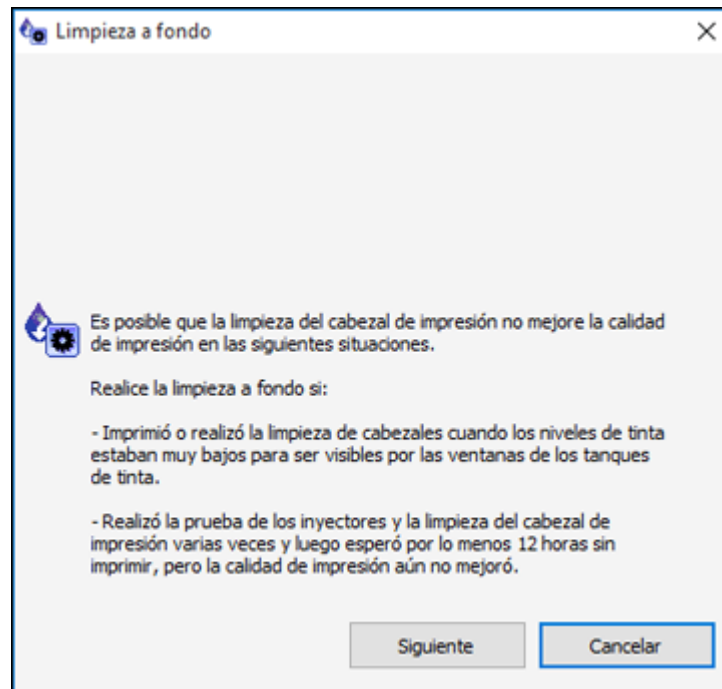 Limpieza a fondo
Es posible que la limpieza del cabezal de impresión no mejore la calidad
de impresión en las siguientes situaciones.
Realice la limpieza a fondo si:
- Imprimió o realizó la limpieza de cabezales cuando los niveles de tinta
estaban muy bajos para ser visibles por las ventanas de los tanques
de tinta.
- Realizó la prueba de los inyectores y la limpieza del cabezal de
impresión varias veces y luego esperó por lo menos 12 horas sin
imprimir, pero la calidad de impresión aún no mejoró.
Siguiente
Cancelar